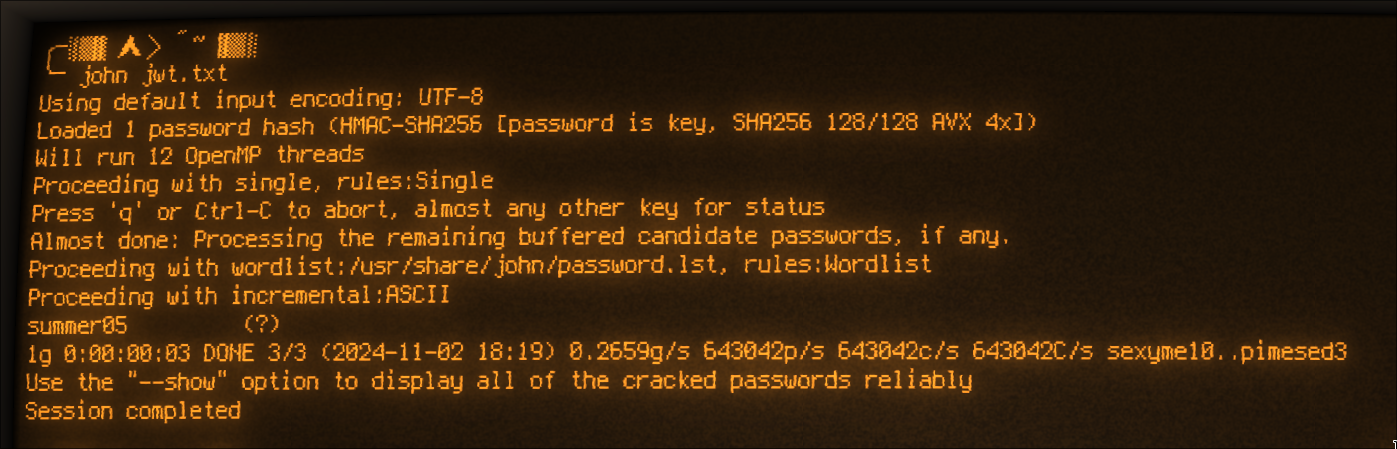 ~
john jwt.txt
Using default input encoding: UTF-8
Loaded 1 password hash (HMAC-SHA256 [password is key, SHA256 128/128 AVX 4x])
Will run 12 OpenMP threads
Proceeding with single, rules:Single
Press 'q' or Ctrl-C to abort, almost any other key for status
Almost done: Processing the remaining buffered candidate passwords, if any.
Proceeding with wordlist:/usr/share/john/password.lst, rules:Wordlist
Proceeding with incremental:ASCII
summer05 (?)
1g 0:00:00:03 DONE 3/3 (2024-11-02 18:19) 0.2659g/s 643042p/s 643042c/s 643042C/s sexyme10..pimesed3
Use the "--show" option to display all of the cracked passwords reliably
Session completed